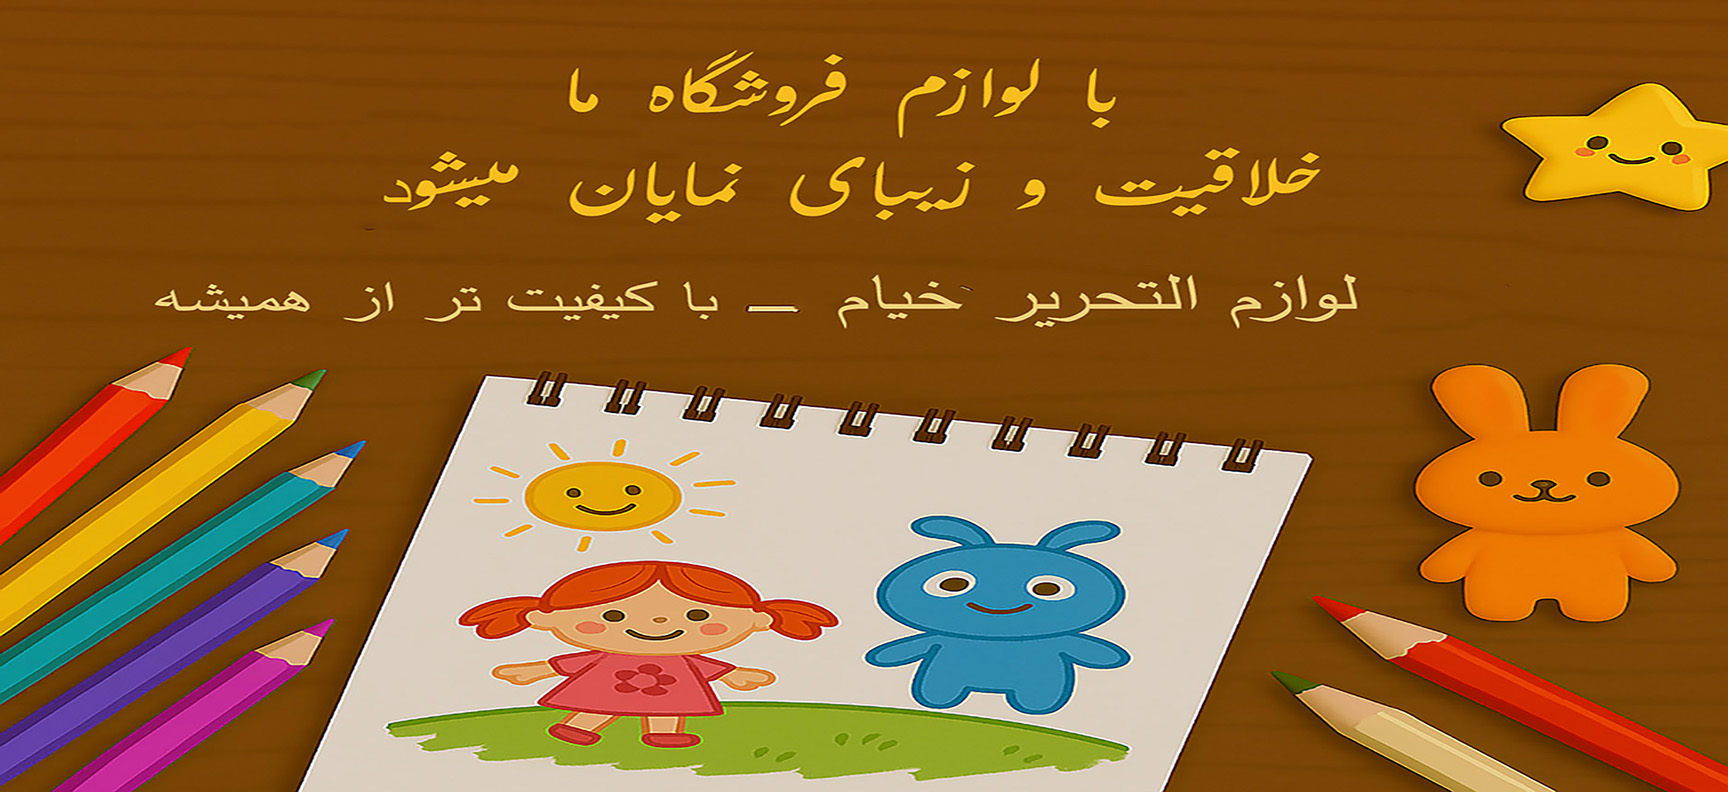 با لوازم فروشگاه ما
خلاقیت و زیبای نمایان میشود
لوازم التحریر خیام – با کیفیت تر از همیشه